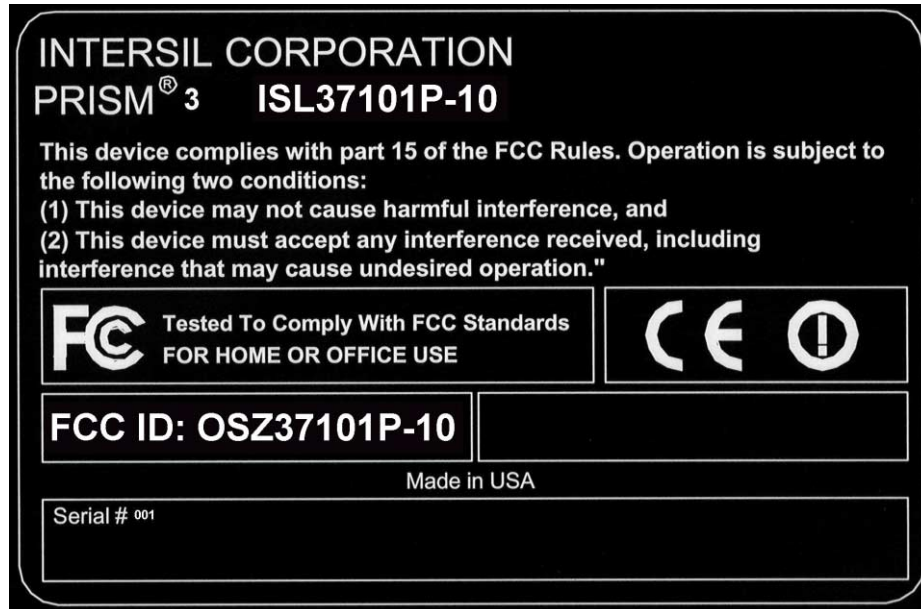 INTERSIL CORPORATION
PRISM® 3 ISL37101P-10
This device complies with part 15 of the FCC Rules. Operation is subject to
the following two conditions:
(1) This device may not cause harmful interference, and
(2) This device must accept any interference received, including
interference that may cause undesired operation."
FC Tested To Comply With FCC Standards
FOR HOME OR OFFICE USE
CE
FCC ID: OSZ37101P-10
Made in USA
Serial # 001